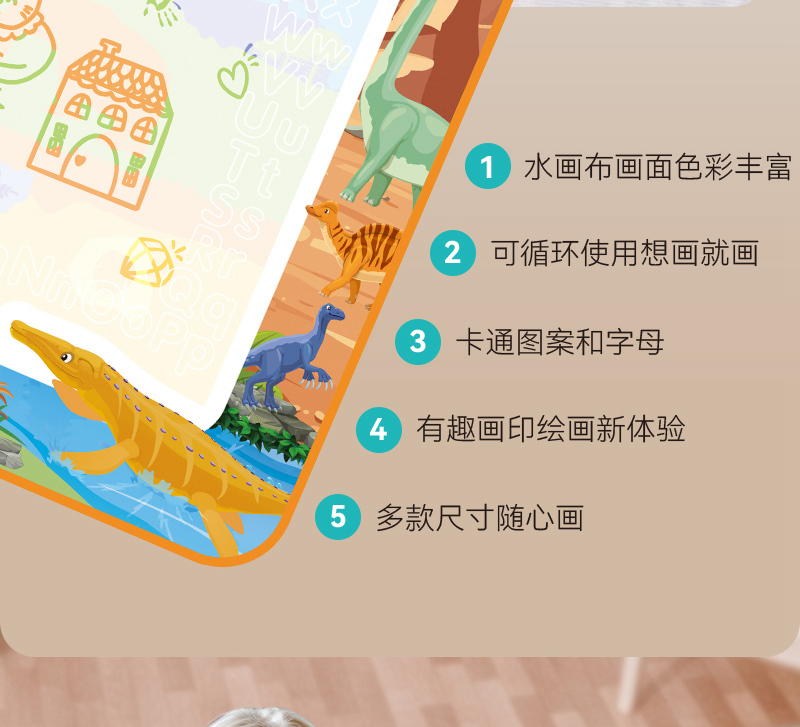 X x
W w
V v
U u
T t
S s
R r
Q q
N n O o P p
1 水画布画面色彩丰富
2 可循环使用想画就画
3 卡通图案和字母
4 有趣画印绘画新体验
5 多款尺寸随心画